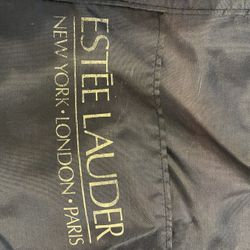 ESTĒE LAUDER
NEW YORK • LONDON • PARIS